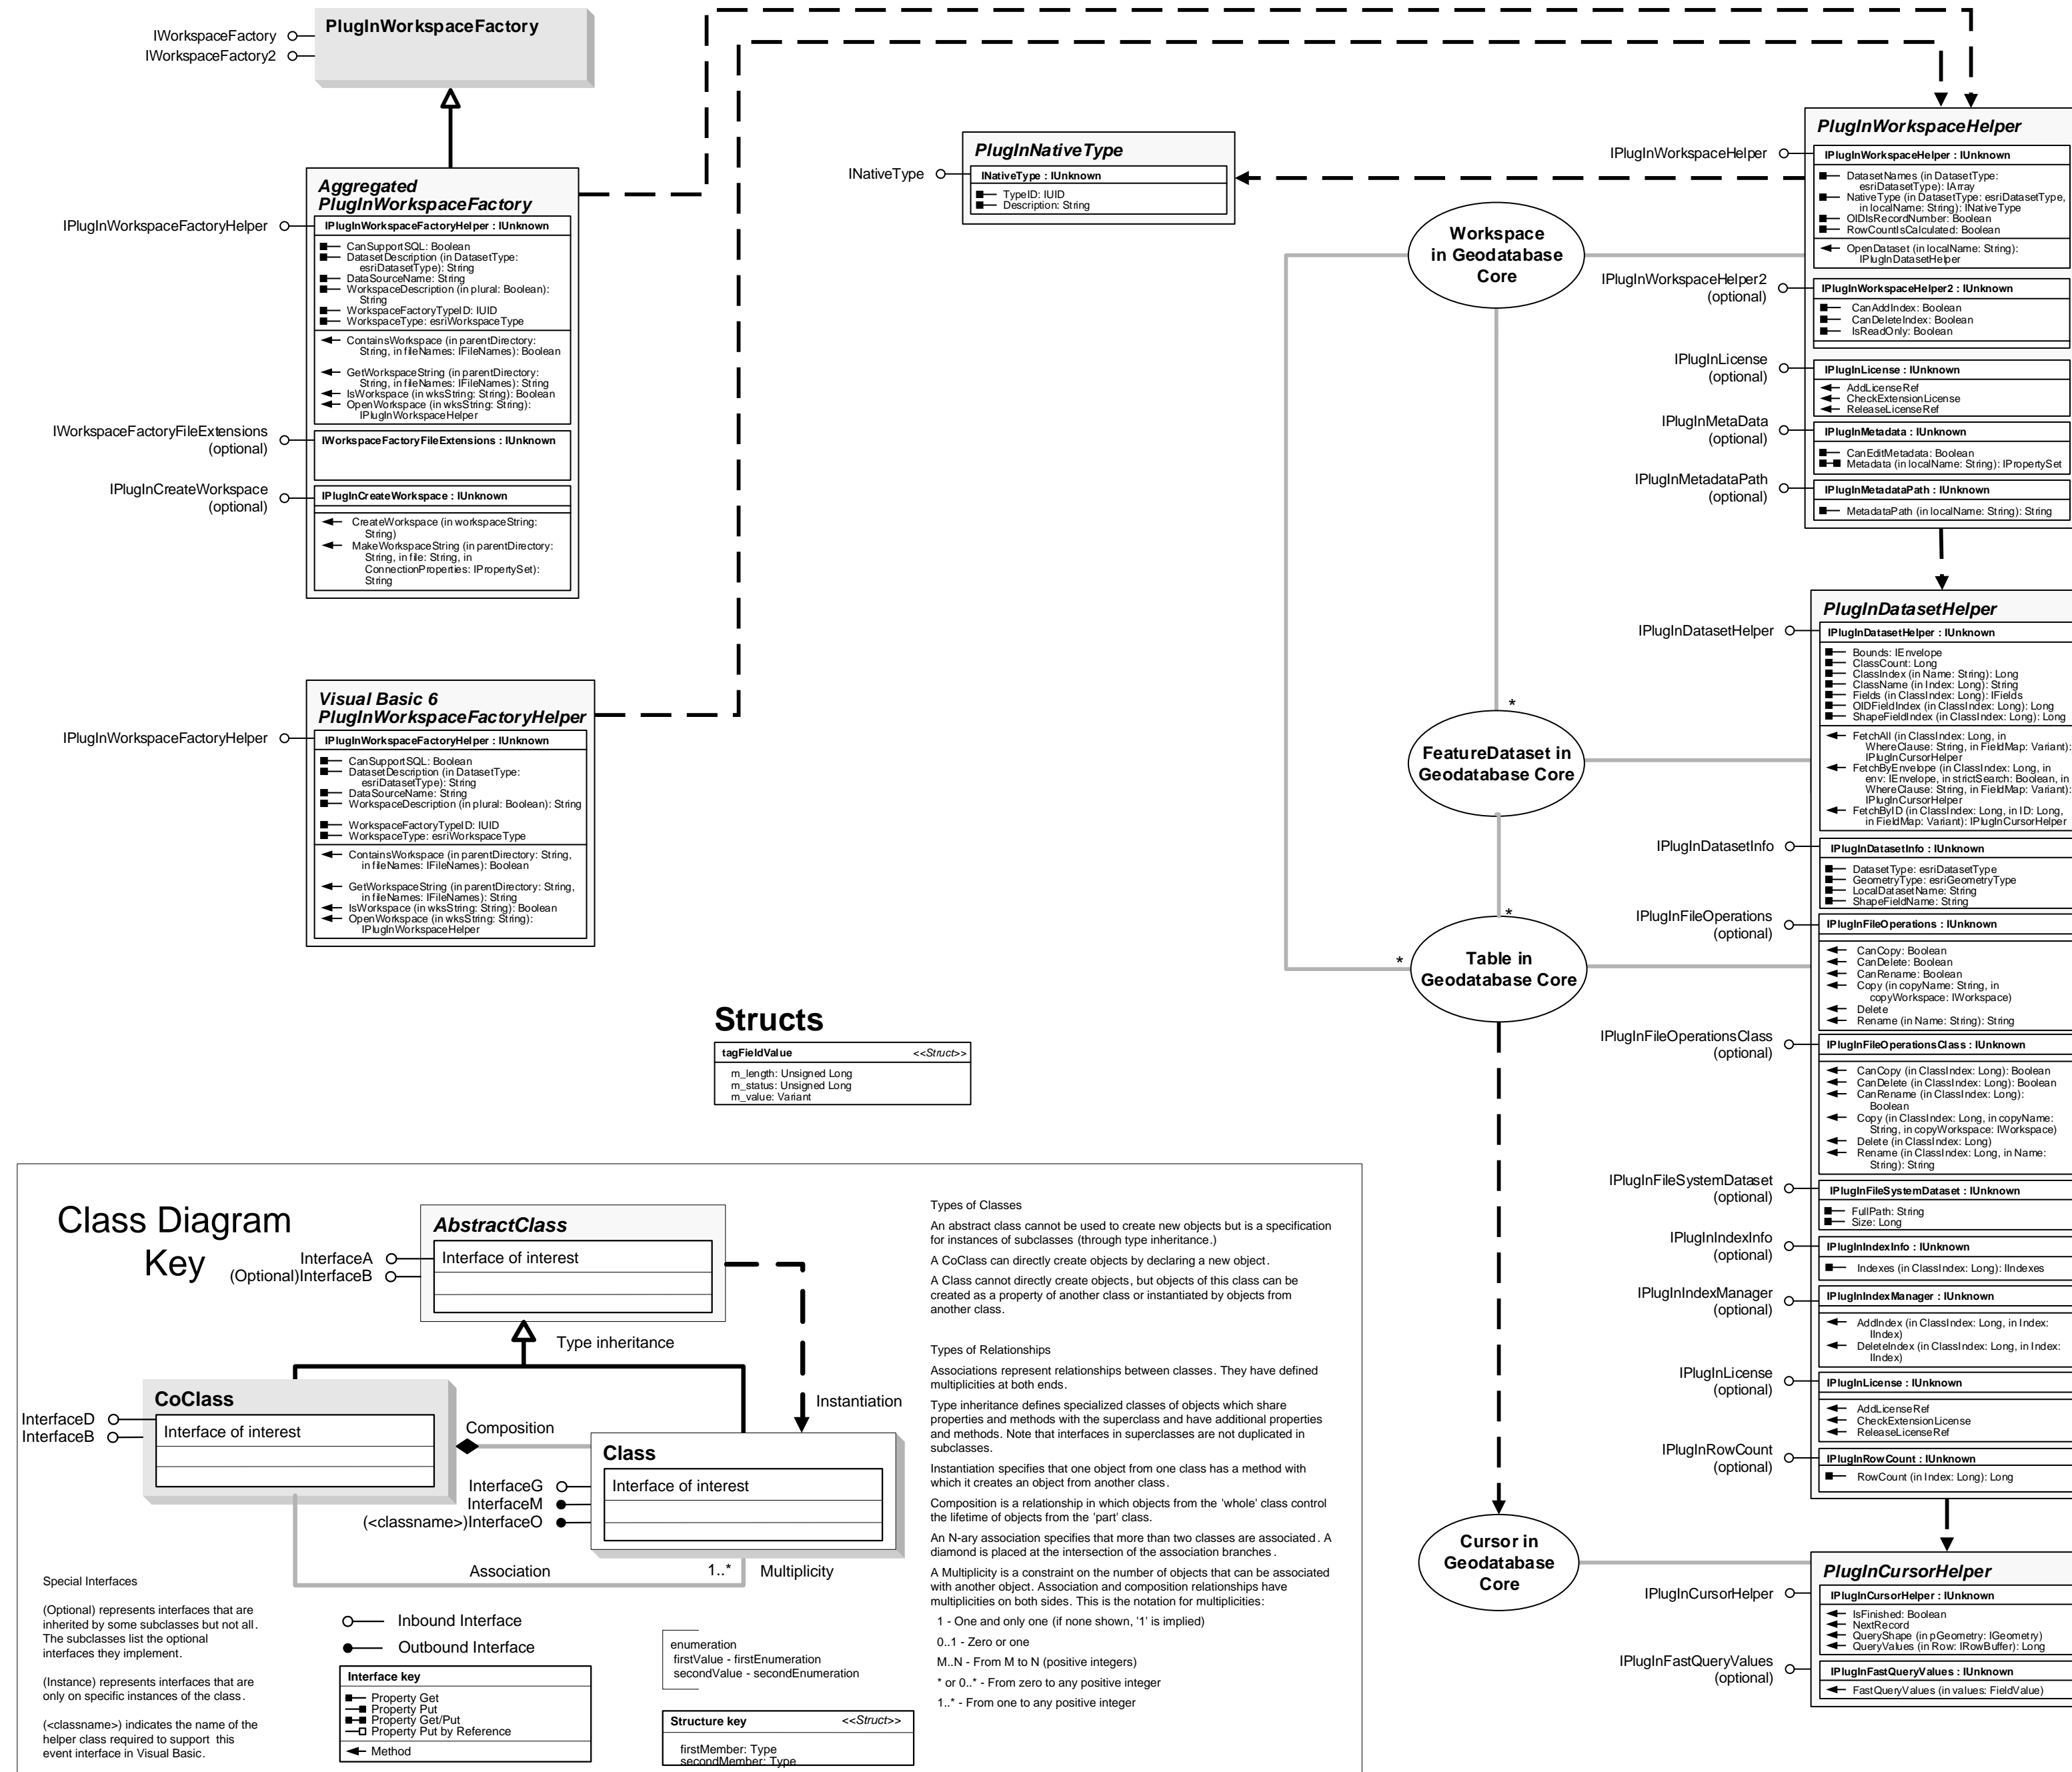 PlugInWorkspaceFactory
IWorkspaceFactory
IWorkspaceFactory2
Aggregated
PlugInWorkspaceFactory
IPlugInWorkspaceFactoryHelper
IPlugInWorkspaceFactoryHelper : IUnknown
CanSupportSQL: Boolean
DatasetDescription (in DatasetType:
esriDatasetType): String
DataSourceName: String
WorkspaceDescription (in plural: Boolean):
String
WorkspaceFactoryTypeID: IUID
WorkspaceType: esriWorkspaceType
ContainsWorkspace (in parentDirectory:
String, in fileNames: IFileNames): Boolean
GetWorkspaceString (in parentDirectory:
String, in fileNames: IFileNames): String
IsWorkspace (in wksString: String): Boolean
OpenWorkspace (in wksString: String):
IPlugInWorkspaceHelper
IWorkspaceFactoryFileExtensions
(optional)
IWorkspaceFactoryFileExtensions : IUnknown
IPlugInCreateWorkspace
(optional)
IPlugInCreateWorkspace : IUnknown
CreateWorkspace (in workspaceString:
String)
MakeWorkspaceString (in parentDirectory:
String, in file: String, in
ConnectionProperties: IPropertySet):
String
Visual Basic 6
PlugInWorkspaceFactoryHelper
IPlugInWorkspaceFactoryHelper
IPlugInWorkspaceFactoryHelper : IUnknown
CanSupportSQL: Boolean
DatasetDescription (in DatasetType:
esriDatasetType): String
DataSourceName: String
WorkspaceDescription (in plural: Boolean): String
WorkspaceFactoryTypeID: IUID
WorkspaceType: esriWorkspaceType
ContainsWorkspace (in parentDirectory: String,
in fileNames: IFileNames): Boolean
GetWorkspaceString (in parentDirectory: String,
in fileNames: IFileNames): String
IsWorkspace (in wksString: String): Boolean
OpenWorkspace (in wksString: String):
IPlugInWorkspaceHelper
PlugInNativeType
INativeType
INativeType : IUnknown
TypeID: IUID
Description: String
Workspace
in Geodatabase
Core
*
FeatureDataset in
Geodatabase Core
*
*
Table in
Geodatabase Core
Cursor in
Geodatabase
Core
Structs
tagFieldValue <<Struct>>
m_length: Unsigned Long
m_status: Unsigned Long
m_value: Variant
PlugInWorkspaceHelper
IPlugInWorkspaceHelper
IPlugInWorkspaceHelper : IUnknown
DatasetNames (in DatasetType:
esriDatasetType): IArray
NativeType (in DatasetType: esriDatasetType,
in localName: String): INativeType
OIDIsRecordNumber: Boolean
RowCountIsCalculated: Boolean
OpenDataset (in localName: String):
IPlugInDatasetHelper
IPlugInWorkspaceHelper2
(optional)
IPlugInWorkspaceHelper2 : IUnknown
CanAddIndex: Boolean
CanDeleteIndex: Boolean
IsReadOnly: Boolean
IPlugInLicense
(optional)
IPlugInLicense : IUnknown
AddLicenseRef
CheckExtensionLicense
ReleaseLicenseRef
IPlugInMetaData
(optional)
IPlugInMetadata : IUnknown
CanEditMetadata: Boolean
Metadata (in localName: String): IPropertySet
IPlugInMetadataPath
(optional)
IPlugInMetadataPath : IUnknown
MetadataPath (in localName: String): String
PlugInDatasetHelper
IPlugInDatasetHelper
IPlugInDatasetHelper : IUnknown
Bounds: IEnvelope
ClassCount: Long
ClassIndex (in Name: String): Long
ClassName (in Index: Long): String
Fields (in ClassIndex: Long): IFields
OIDFieldIndex (in ClassIndex: Long): Long
ShapeFieldIndex (in ClassIndex: Long): Long
FetchAll (in ClassIndex: Long, in
WhereClause: String, in FieldMap: Variant):
IPlugInCursorHelper
FetchByEnvelope (in ClassIndex: Long, in
env: IEnvelope, in strictSearch: Boolean, in
WhereClause: String, in FieldMap: Variant):
IPlugInCursorHelper
FetchByID (in ClassIndex: Long, in ID: Long,
in FieldMap: Variant): IPlugInCursorHelper
IPlugInDatasetInfo
IPlugInDatasetInfo : IUnknown
DatasetType: esriDatasetType
GeometryType: esriGeometryType
LocalDatasetName: String
ShapeFieldName: String
IPlugInFileOperations
(optional)
IPlugInFileOperations : IUnknown
CanCopy: Boolean
CanDelete: Boolean
CanRename: Boolean
Copy (in copyName: String, in
copyWorkspace: IWorkspace)
Delete
Rename (in Name: String): String
IPlugInFileOperationsClass
(optional)
IPlugInFileOperationsClass : IUnknown
CanCopy (in ClassIndex: Long): Boolean
CanDelete (in ClassIndex: Long): Boolean
CanRename (in ClassIndex: Long):
Boolean
Copy (in ClassIndex: Long, in copyName:
String, in copyWorkspace: IWorkspace)
Delete (in ClassIndex: Long)
Rename (in ClassIndex: Long, in Name:
String): String
IPlugInFileSystemDataset
(optional)
IPlugInFileSystemDataset : IUnknown
FullPath: String
Size: Long
IPlugInIndexInfo
(optional)
IPlugInIndexInfo : IUnknown
Indexes (in ClassIndex: Long): IIndexes
IPlugInIndexManager
(optional)
IPlugInIndexManager : IUnknown
AddIndex (in ClassIndex: Long, in Index:
IIndex)
DeleteIndex (in ClassIndex: Long, in Index:
IIndex)
IPlugInLicense
(optional)
IPlugInLicense : IUnknown
AddLicenseRef
CheckExtensionLicense
ReleaseLicenseRef
IPlugInRowCount
(optional)
IPlugInRowCount : IUnknown
RowCount (in Index: Long): Long
PlugInCursorHelper
IPlugInCursorHelper
IPlugInCursorHelper : IUnknown
IsFinished: Boolean
NextRecord
QueryShape (in pGeometry: IGeometry)
QueryValues (in Row: IRowBuffer): Long
IPlugInFastQueryValues
(optional)
IPlugInFastQueryValues : IUnknown
FastQueryValues (in values: FieldValue)
Class Diagram
Key
AbstractClass
InterfaceA
(Optional)InterfaceB
Interface of interest
Type inheritance
Instantiation
CoClass
InterfaceD
InterfaceB
Interface of interest
Composition
Class
InterfaceG
InterfaceM
(<classname>)InterfaceO
Interface of interest
Association
1..*
Multiplicity
Special Interfaces
(Optional) represents interfaces that are
inherited by some subclasses but not all.
The subclasses list the optional
interfaces they implement.
(Instance) represents interfaces that are
only on specific instances of the class.
(<classname>) indicates the name of the
helper class required to support this
event interface in Visual Basic.
Inbound Interface
Outbound Interface
Interface key
Property Get
Property Put
Property Get/Put
Property Put by Reference
Method
enumeration
firstValue - firstEnumeration
secondValue - secondEnumeration
Structure key <<Struct>>
firstMember: Type
secondMember: Type
Types of Classes
An abstract class cannot be used to create new objects but is a specification
for instances of subclasses (through type inheritance.)
A CoClass can directly create objects by declaring a new object.
A Class cannot directly create objects, but objects of this class can be
created as a property of another class or instantiated by objects from
another class.
Types of Relationships
Associations represent relationships between classes. They have defined
multiplicities at both ends.
Type inheritance defines specialized classes of objects which share
properties and methods with the superclass and have additional properties
and methods. Note that interfaces in superclasses are not duplicated in
subclasses.
Instantiation specifies that one object from one class has a method with
which it creates an object from another class.
Composition is a relationship in which objects from the 'whole' class control
the lifetime of objects from the 'part' class.
An N-ary association specifies that more than two classes are associated. A
diamond is placed at the intersection of the association branches.
A Multiplicity is a constraint on the number of objects that can be associated
with another object. Association and composition relationships have
multiplicities on both sides. This is the notation for multiplicities:
1 - One and only one (if none shown, '1' is implied)
0..1 - Zero or one
M..N - From M to N (positive integers)
* or 0..* - From zero to any positive integer
1..* - From one to any positive integer